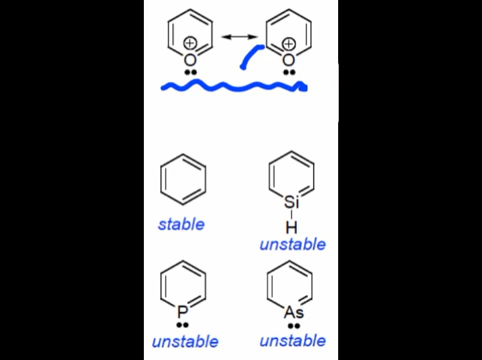 O O
Si
H
stable unstable
P As
unstable unstable